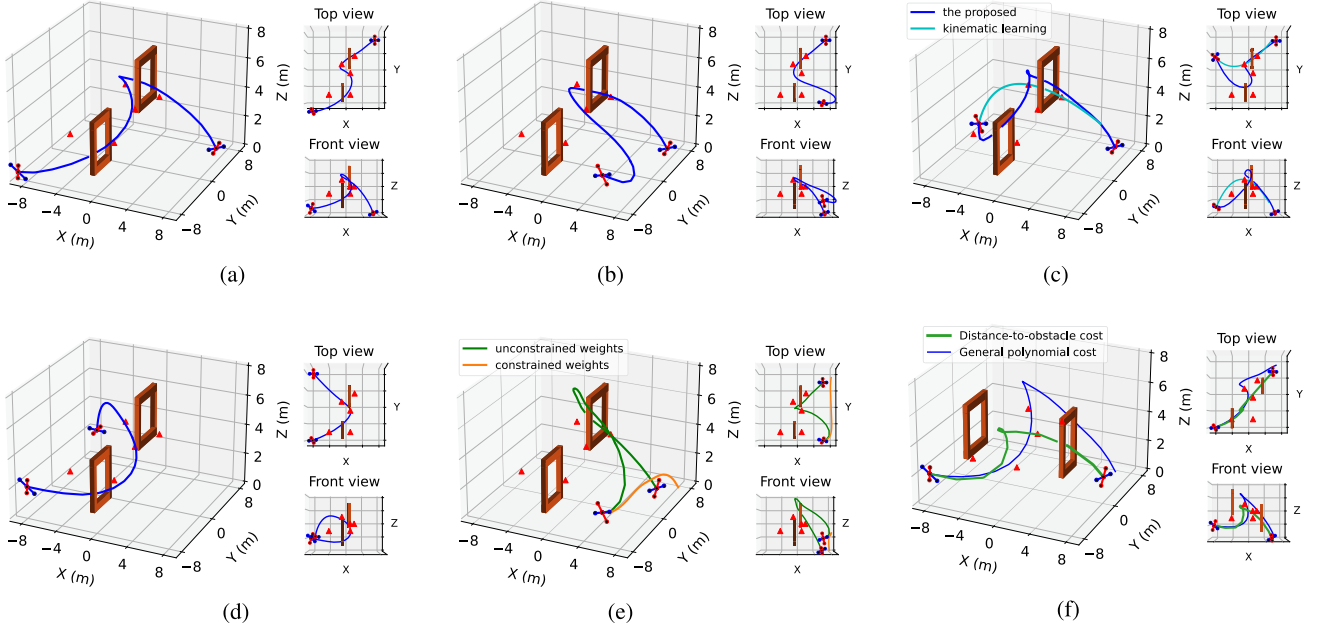 Top view
8
6
4
2
0
Z (m)
Y
X
Front view
Z
X
−8
−4
0
4
8
X (m)
−8
0
8
Y (m)
(a)
Top view
8
6
4
2
0
Z (m)
Y
X
Front view
Z
X
−8
−4
0
4
8
X (m)
−8
0
8
Y (m)
(b)
the proposed
kinematic learning
Top view
8
6
4
2
0
Z (m)
Y
X
Front view
Z
X
−8
−4
0
4
8
X (m)
−8
0
8
Y (m)
(c)
Top view
8
6
4
2
0
Z (m)
Y
X
Front view
Z
X
−8
−4
0
4
8
X (m)
−8
0
8
Y (m)
(d)
unconstrained weights
constrained weights
Top view
8
6
4
2
0
Z (m)
Y
X
Front view
Z
X
−8
−4
0
4
8
X (m)
−8
0
8
Y (m)
(e)
Distance-to-obstacle cost
General polynomial cost
Top view
8
6
4
2
0
Z (m)
Y
X
Front view
Z
X
−8
−4
0
4
8
X (m)
−8
0
8
Y (m)
(f)